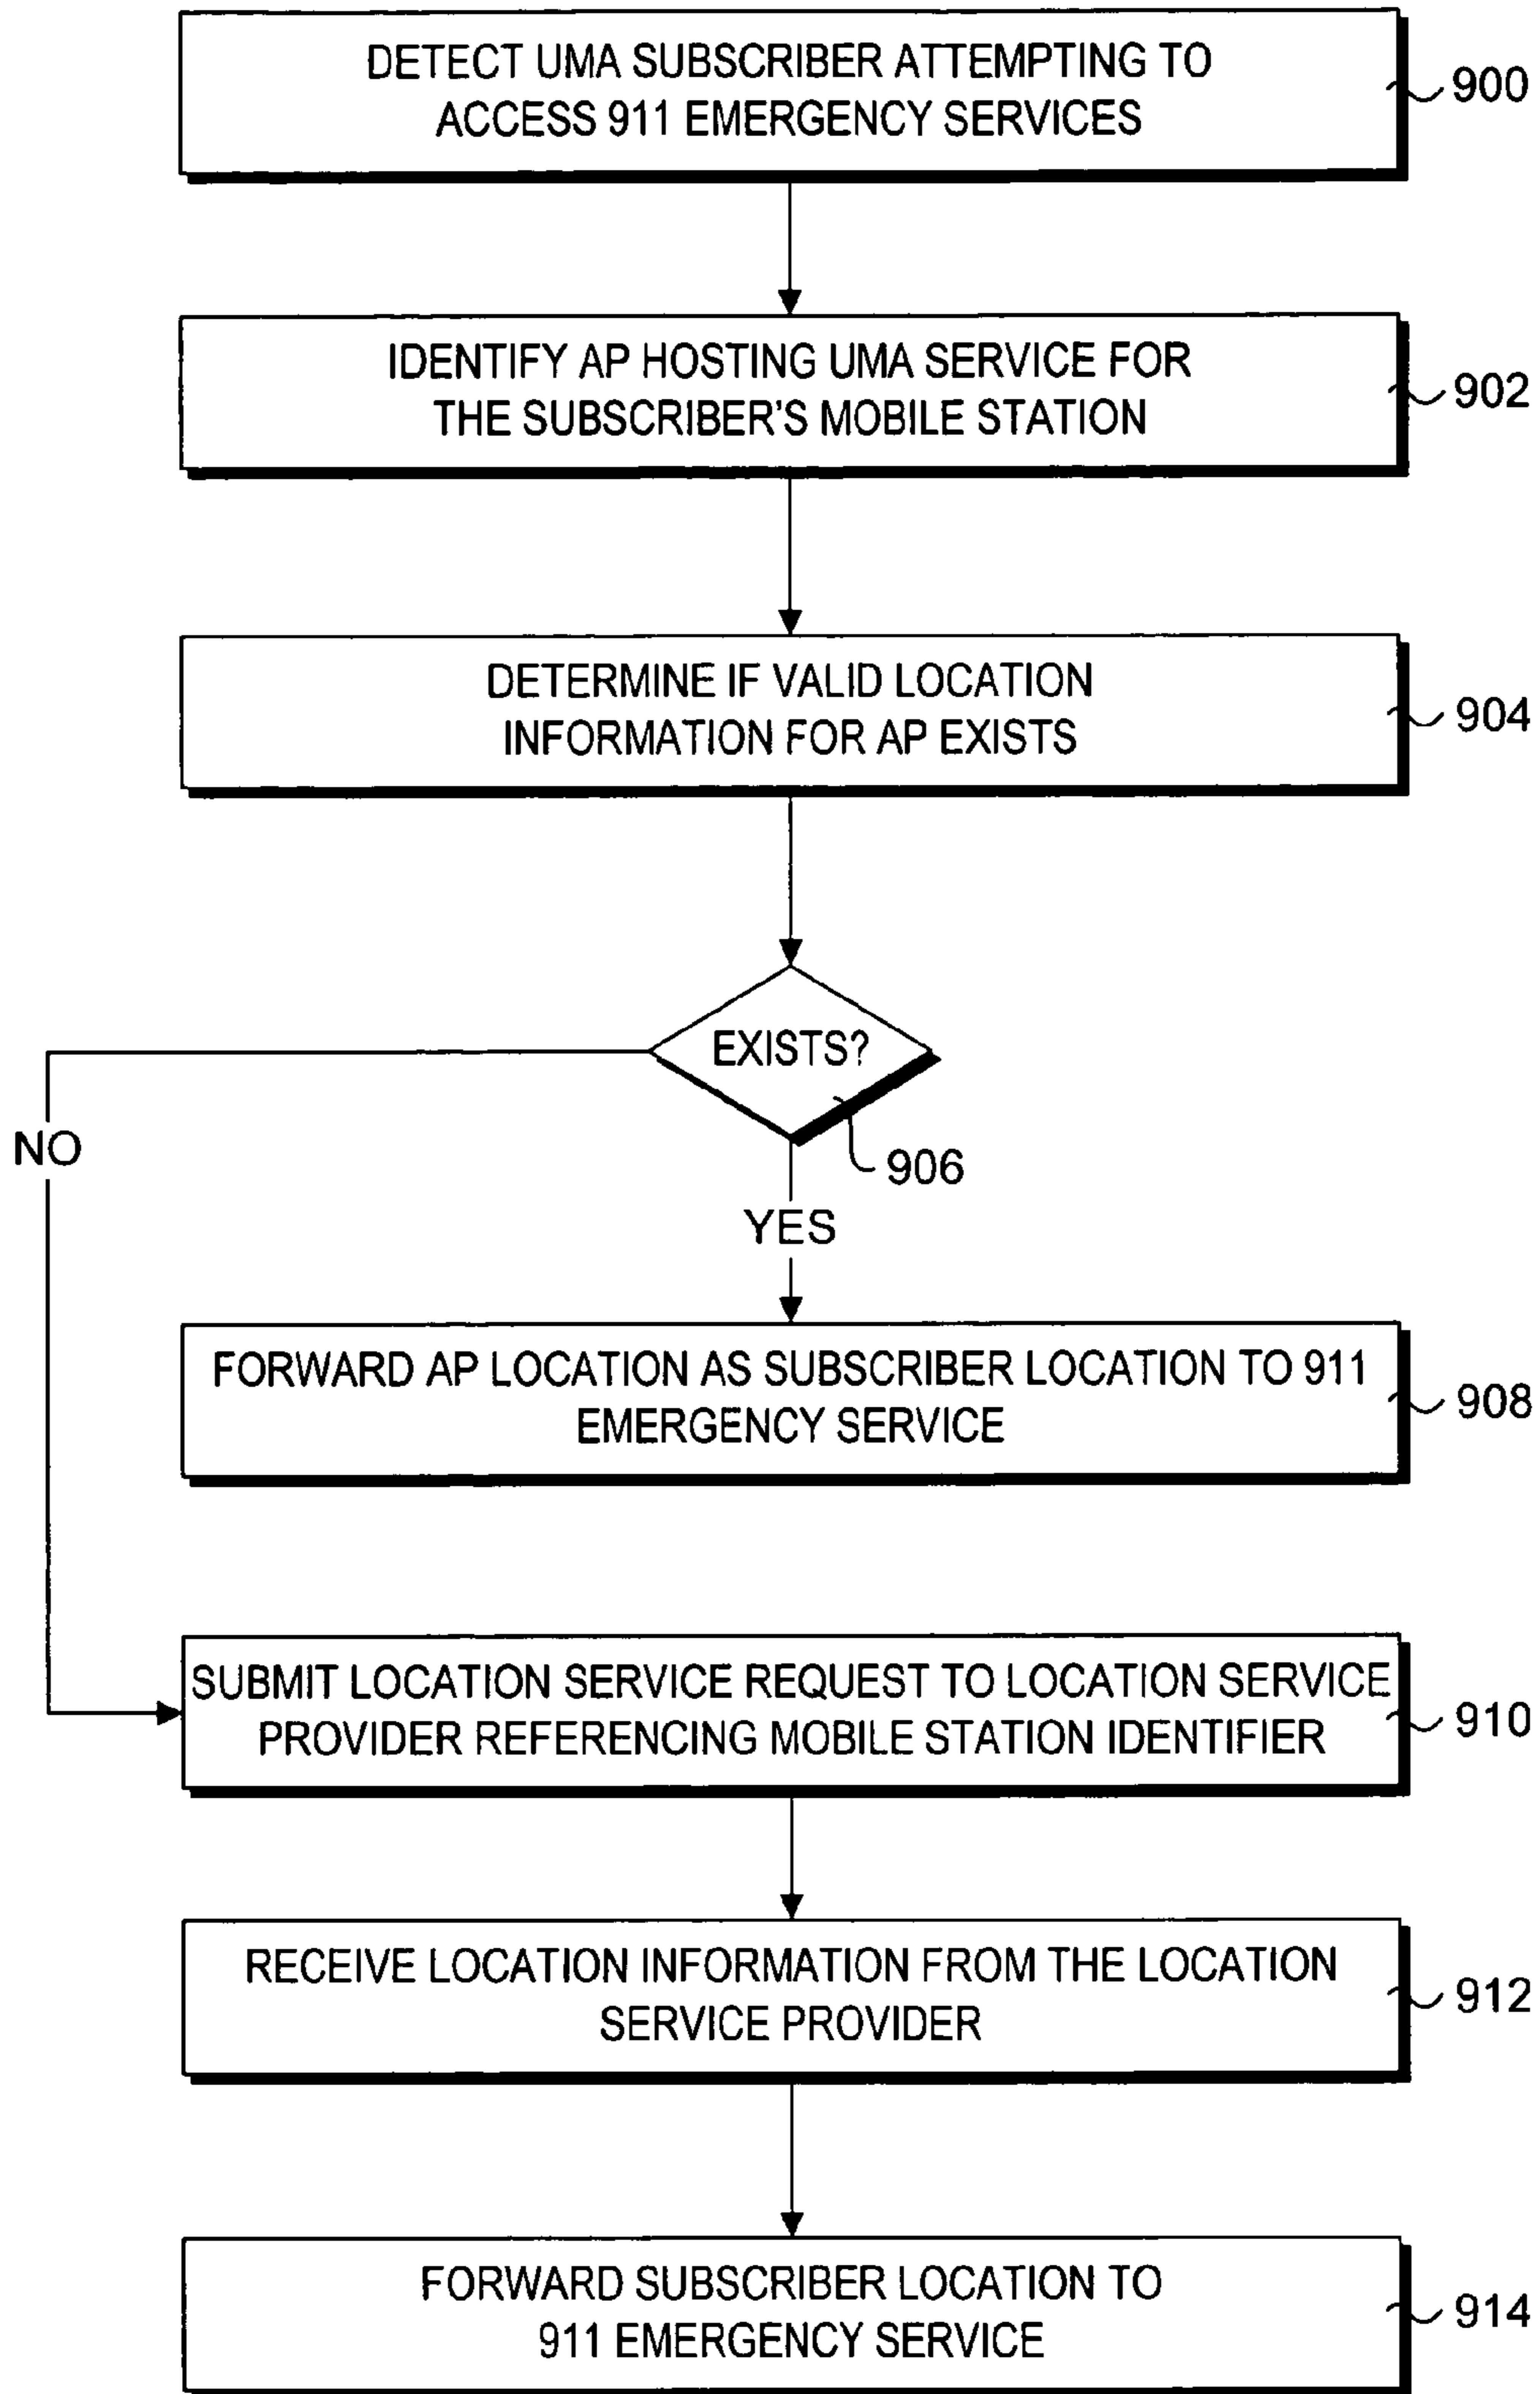 DETECT UMA SUBSCRIBER ATTEMPTING TO
ACCESS 911 EMERGENCY SERVICES
900
IDENTIFY AP HOSTING UMA SERVICE FOR
THE SUBSCRIBER'S MOBILE STATION
902
DETERMINE IF VALID LOCATION
INFORMATION FOR AP EXISTS
904
EXISTS?
906
NO
YES
FORWARD AP LOCATION AS SUBSCRIBER LOCATION TO 911
EMERGENCY SERVICE
908
SUBMIT LOCATION SERVICE REQUEST TO LOCATION SERVICE
PROVIDER REFERENCING MOBILE STATION IDENTIFIER
910
RECEIVE LOCATION INFORMATION FROM THE LOCATION
SERVICE PROVIDER
912
FORWARD SUBSCRIBER LOCATION TO
911 EMERGENCY SERVICE
914